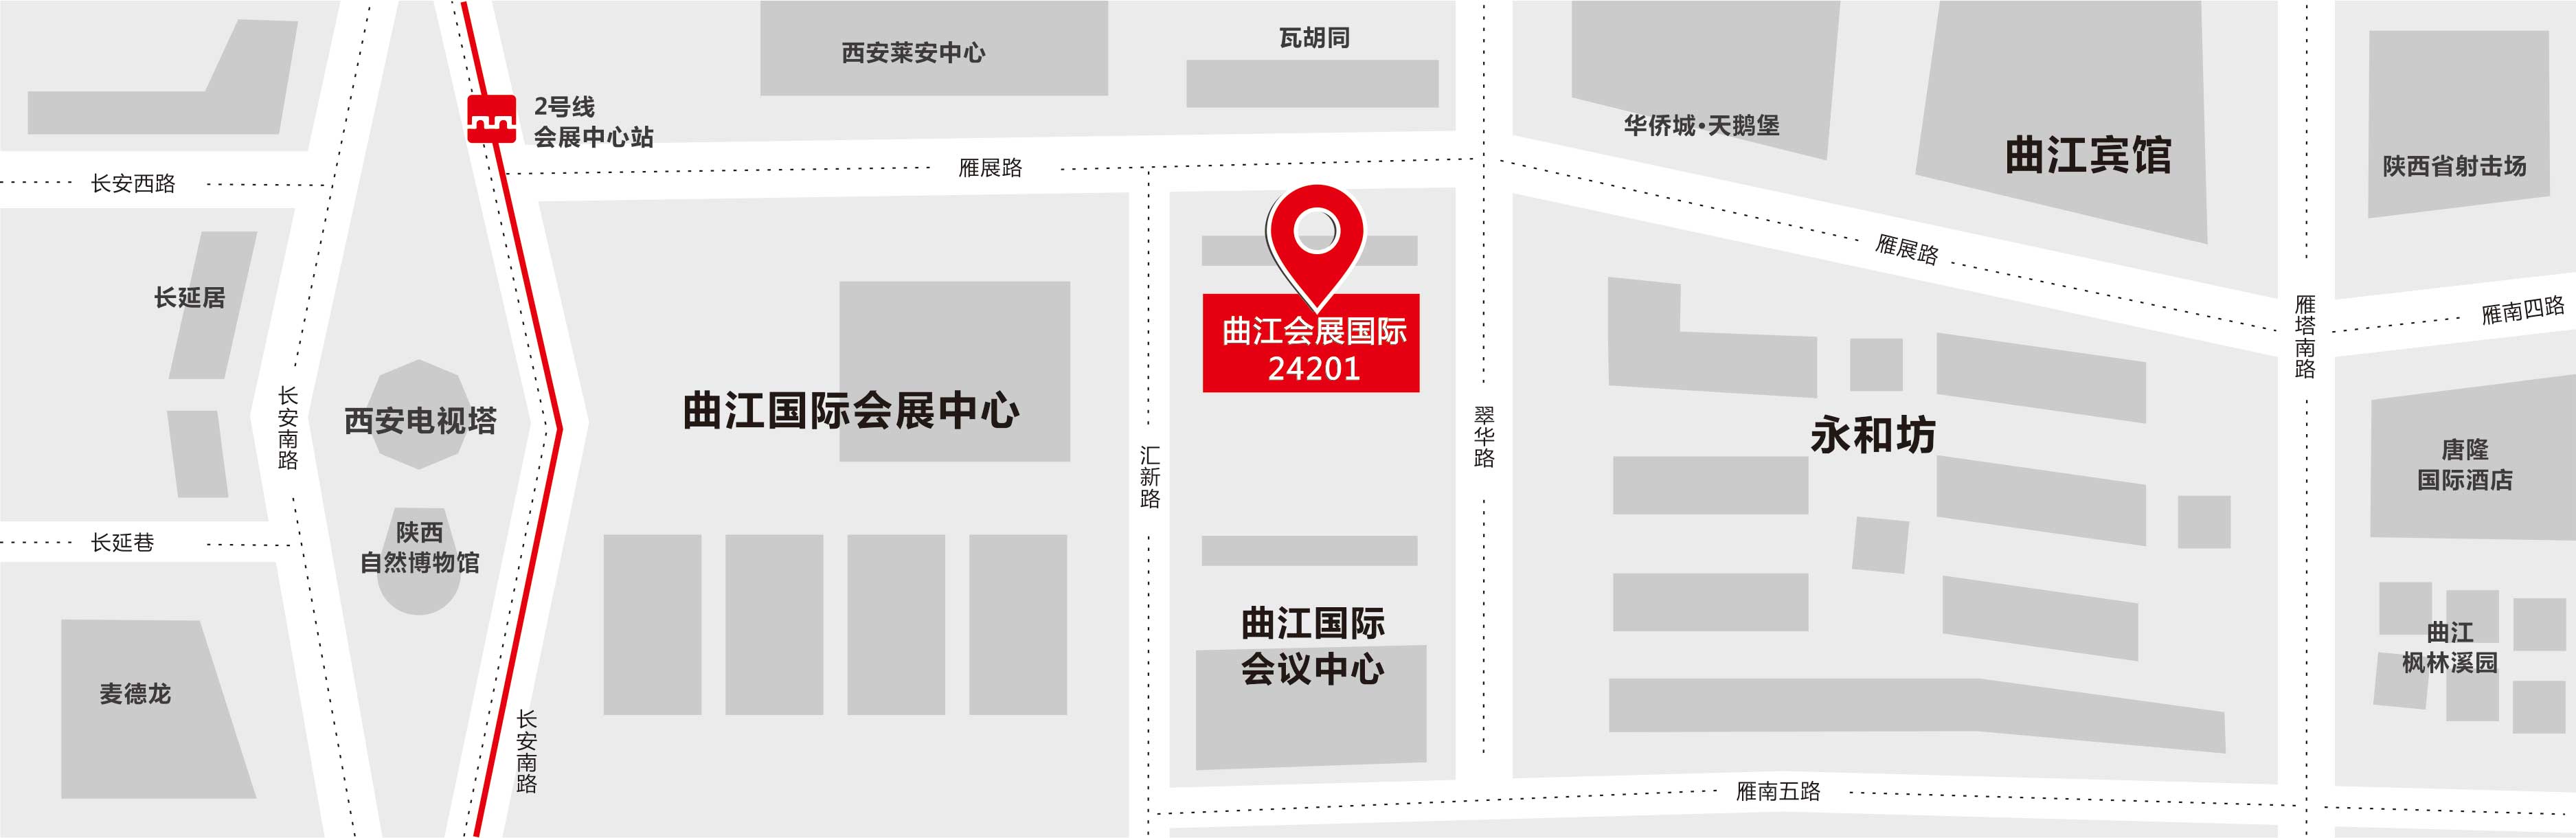 西安莱安中心
瓦胡同
2号线
会展中心站
华侨城·天鹅堡
曲江宾馆
陕西省射击场
长安西路
雁展路
雁展路
长延居
雁塔南路
雁南四路
曲江会展国际
24201
长安南路
西安电视塔
曲江国际会展中心
汇新路
翠华路
永和坊
唐隆
国际酒店
长延巷
陕西
自然博物馆
曲江国际
会议中心
曲江
枫林溪园
麦德龙
长安南路
雁南五路